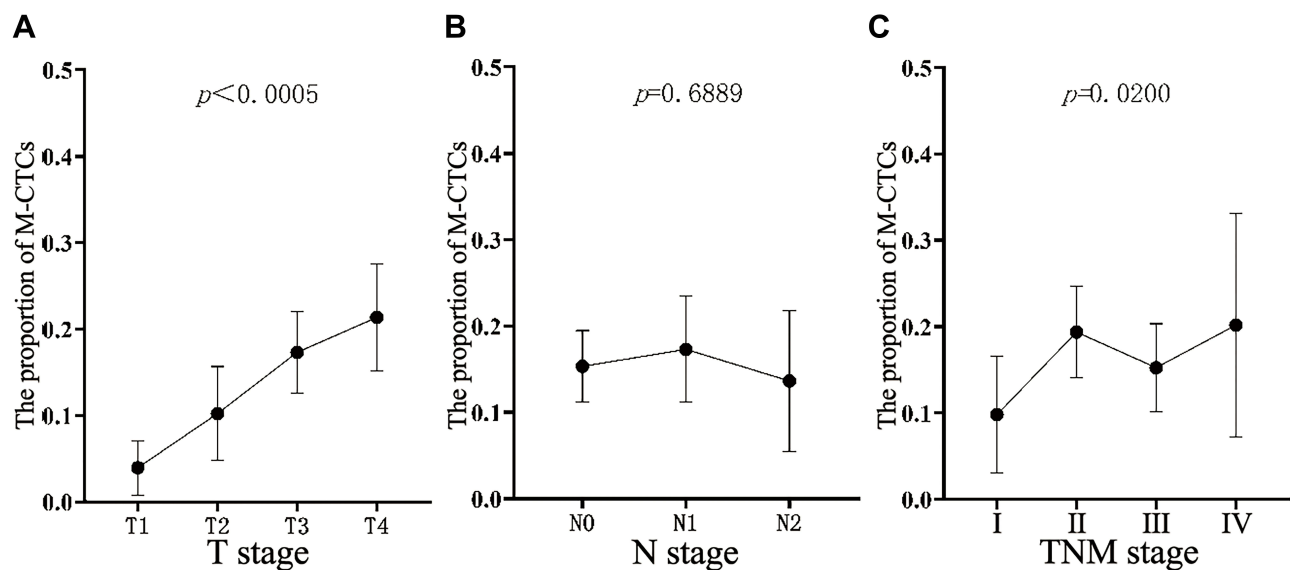 A
The proportion of M-CTCs
0.5
0.4
0.3
0.2
0.1
0.0
p<0.0005
T1 T2 T3 T4
T stage
B
The proportion of M-CTCs
0.5
0.4
0.3
0.2
0.1
0.0
p=0.6889
N0 N1 N2
N stage
C
The proportion of M-CTCs
0.5
0.4
0.3
0.2
0.1
0.0
p=0.0200
I II III IV
TNM stage